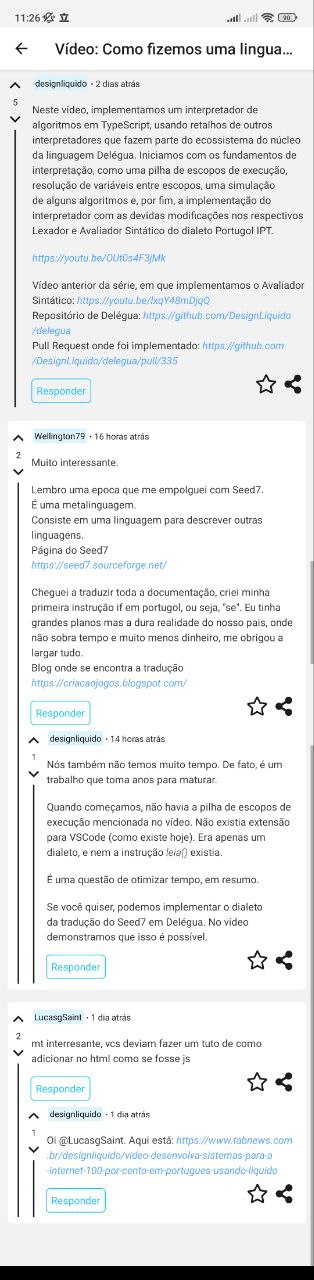 11:26
90
Vídeo: Como fizemos uma lingua...
designliquido · 2 dias atrás
5
Neste vídeo, implementamos um interpretador de
algoritmos em TypeScript, usando retalhos de outros
interpretadores que fazem parte do ecossistema do núcleo
da linguagem Delégua. Iniciamos com os fundamentos de
interpretação, como uma pilha de escopos de execução,
resolução de variáveis entre escopos, uma simulação
de alguns algoritmos e, por fim, a implementação do
interpretador com as devidas modificações nos respectivos
Lexador e Avaliador Sintático do dialeto Portugol IPT.
https://youtu.be/OUt0s4F3jMk
Vídeo anterior da série, em que implementamos o Avaliador
Sintático: https://youtu.be/lxqY48mDjqQ
Repositório de Delégua: https://github.com/DesignLiquido
/delegua
Pull Request onde foi implementado: https://github.com
/DesignLiquido/delegua/pull/335
Responder
Wellington79 · 16 horas atrás
2
Muito interessante.
Lembro uma epoca que me empolguei com Seed7.
É uma metalinguagem.
Consiste em uma linguagem para descrever outras
linguagens.
Página do Seed7
https://seed7.sourceforge.net/
Cheguei a traduzir toda a documentação, criei minha
primeira instrução if em portugol, ou seja, "se". Eu tinha
grandes planos mas a dura realidade do nosso pais, onde
não sobra tempo e muito menos dinheiro, me obrigou a
largar tudo.
Blog onde se encontra a tradução
https://criacaojogos.blogspot.com/
Responder
designliquido · 14 horas atrás
1
Nós também não temos muito tempo. De fato, é um
trabalho que toma anos para maturar.
Quando começamos, não havia a pilha de escopos de
execução mencionada no vídeo. Não existia extensão
para VSCode (como existe hoje). Era apenas um
dialeto, e nem a instrução leia() existia.
É uma questão de otimizar tempo, em resumo.
Se você quiser, podemos implementar o dialeto
da tradução do Seed7 em Delégua. No vídeo
demonstramos que isso é possível.
Responder
LucasgSaint · 1 dia atrás
2
mt interresante, vcs deviam fazer um tuto de como
adicionar no html como se fosse js
Responder
designliquido · 1 dia atrás
1
Oi @LucasgSaint. Aqui está: https://www.tabnews.com
.br/designliquido/video-desenvolva-sistemas-para-a
-internet-100-por-cento-em-portugues-usando-liquido
Responder